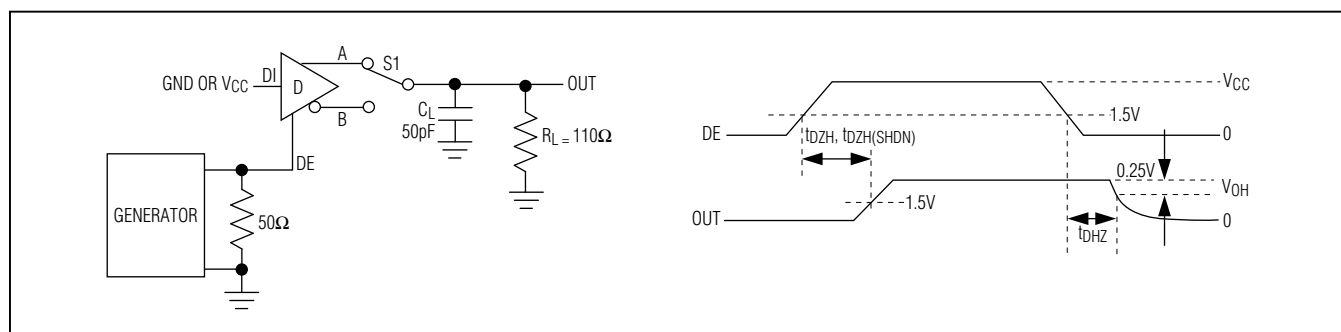 GND OR VCC
DI
D
A
B
S1
OUT
CL
50pF
RL = 110Ω
DE
GENERATOR
50Ω
VCC
1.5V
DE
0
tDZH, tDZH(SHDN)
0.25V
VOH
1.5V
OUT
0
tDHZ